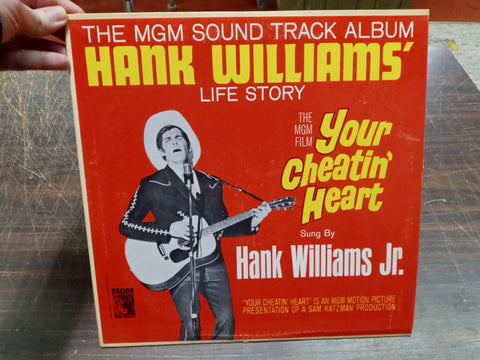 THE MGM SOUND TRACK ALBUM
HANK WILLIAMS'
LIFE STORY
THE
MGM
FILM
Your
Cheatin'
Heart
Sung By
Hank Williams Jr.
MGM
"YOUR CHEATIN' HEART" IS AN MGM MOTION PICTURE
PRESENTATION OF A SAM KATZMAN PRODUCTION